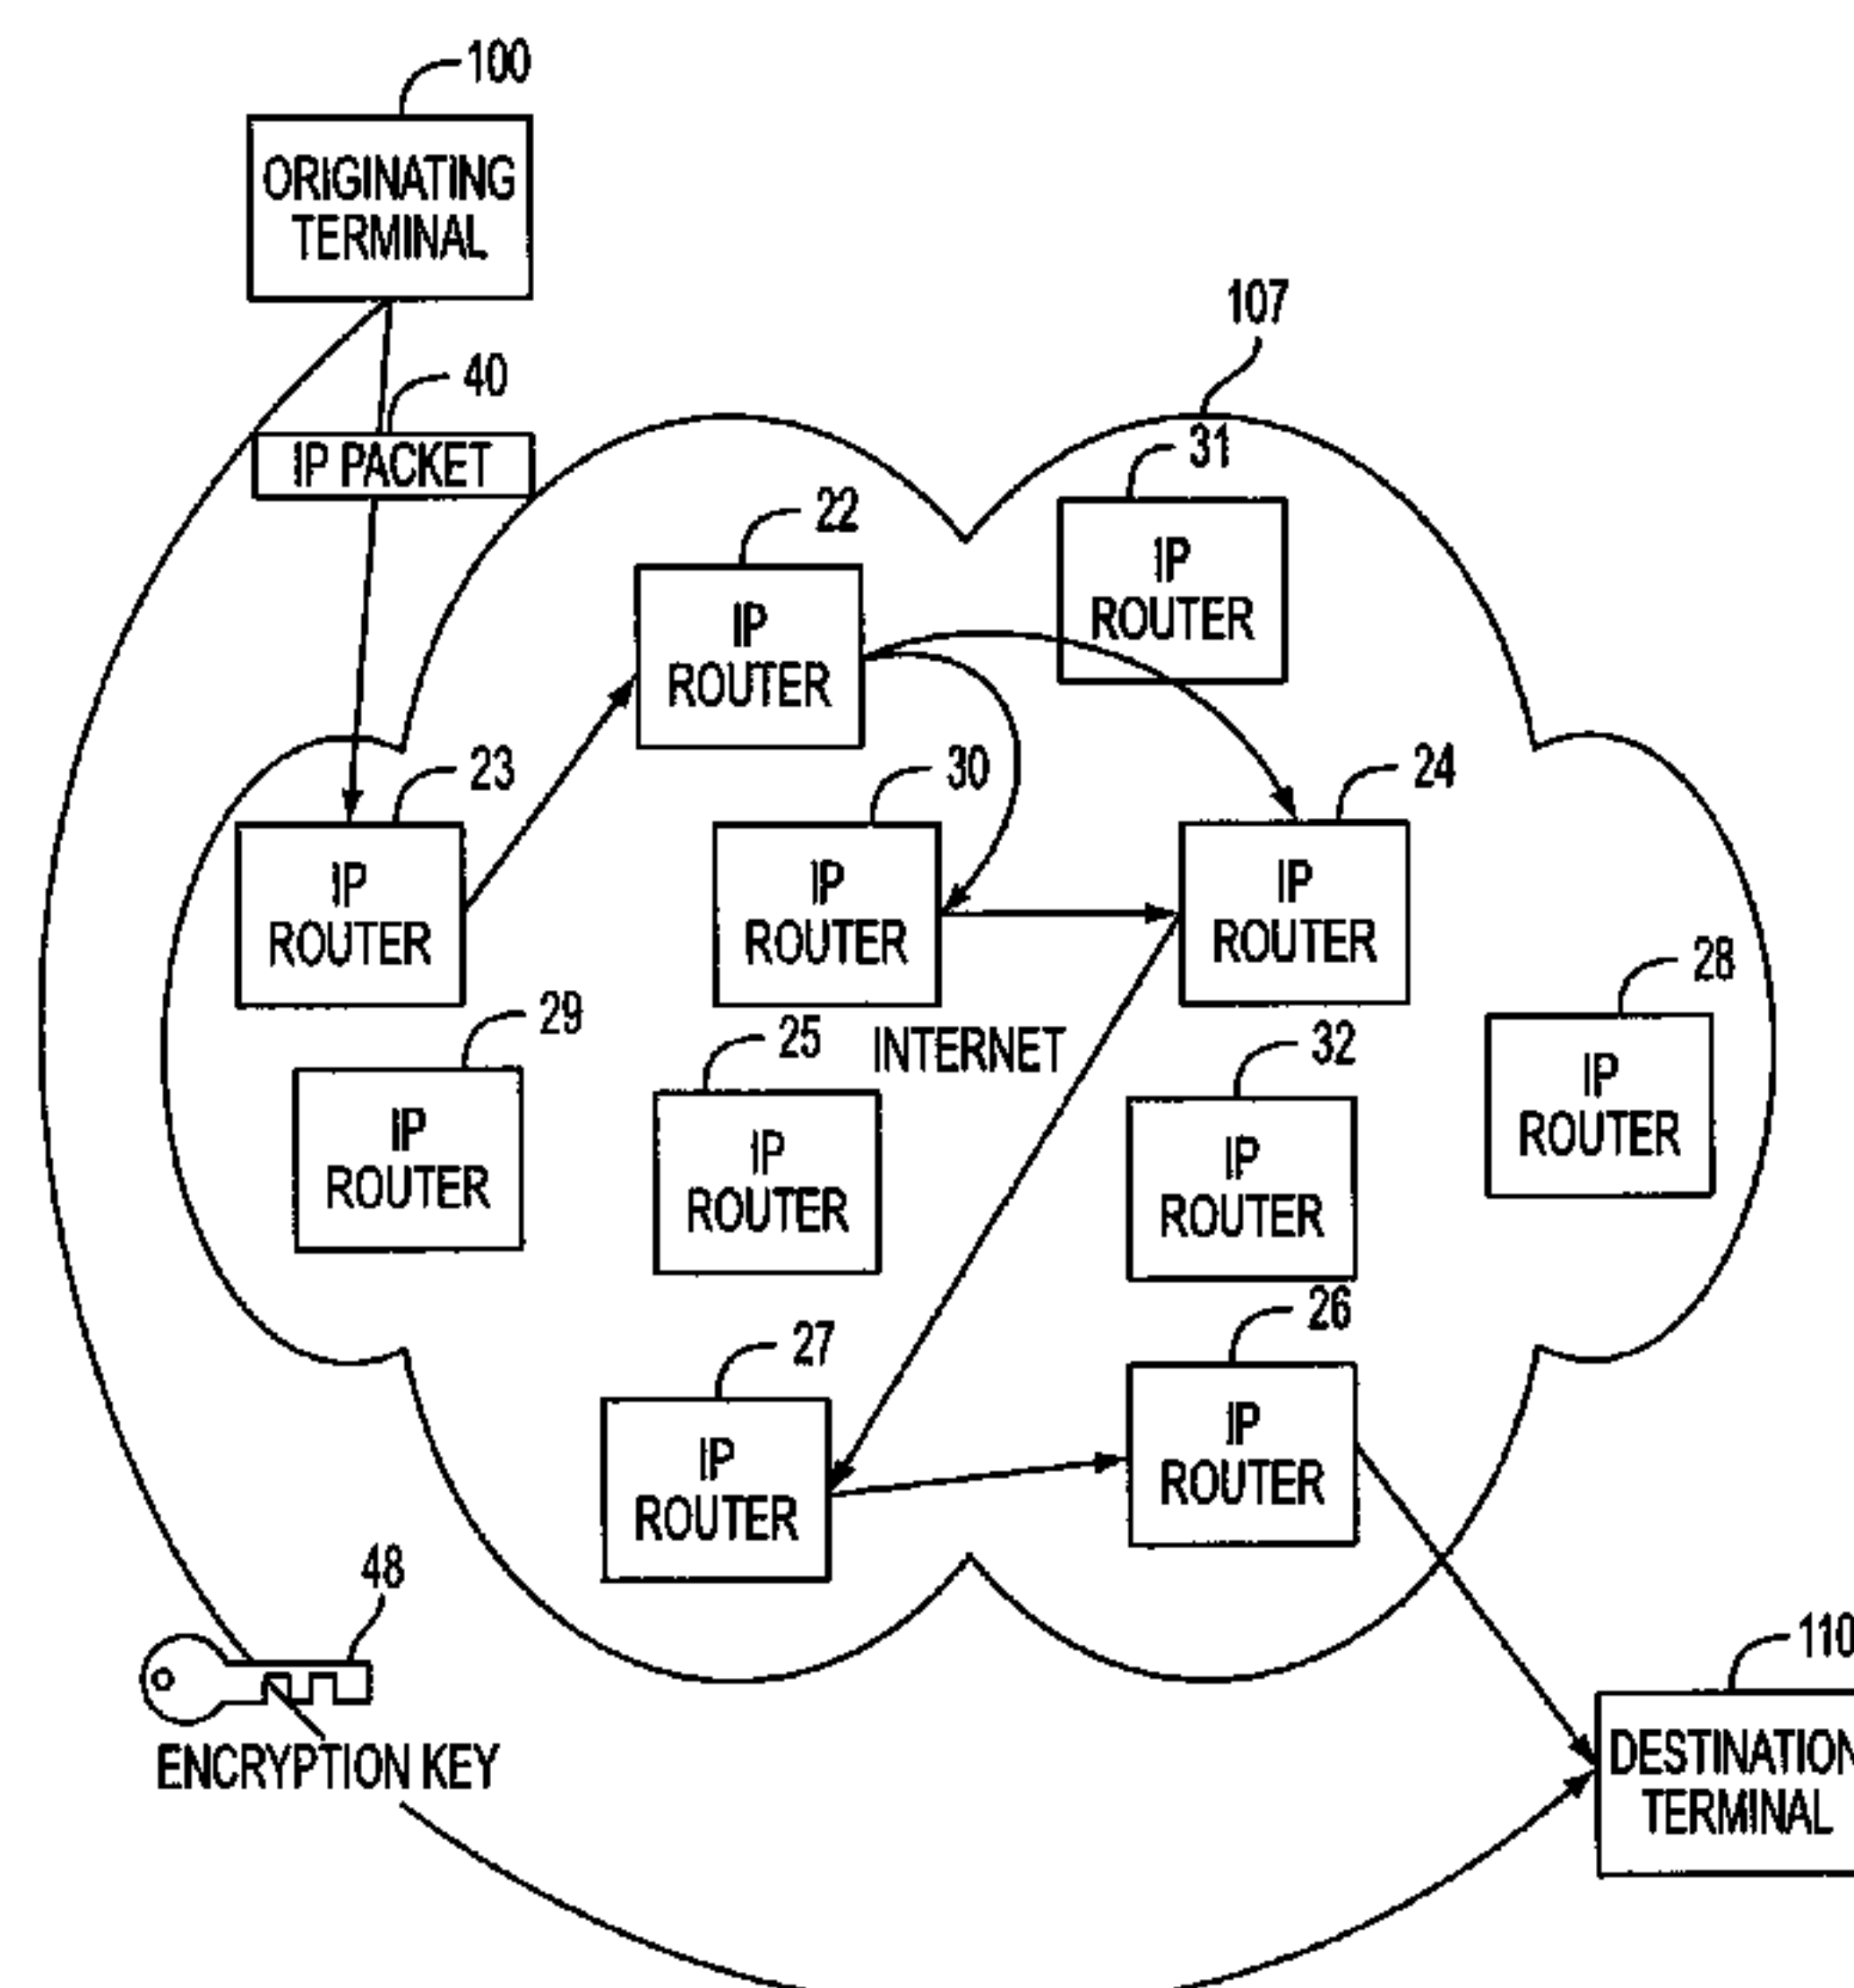 100
ORIGINATING
TERMINAL
107
40
IP PACKET
31
IP
ROUTER
22
IP
ROUTER
23
IP
ROUTER
30
IP
ROUTER
24
IP
ROUTER
28
IP
ROUTER
29
IP
ROUTER
25
IP
ROUTER
INTERNET
32
IP
ROUTER
27
IP
ROUTER
26
IP
ROUTER
48
ENCRYPTION KEY
110
DESTINATION
TERMINAL